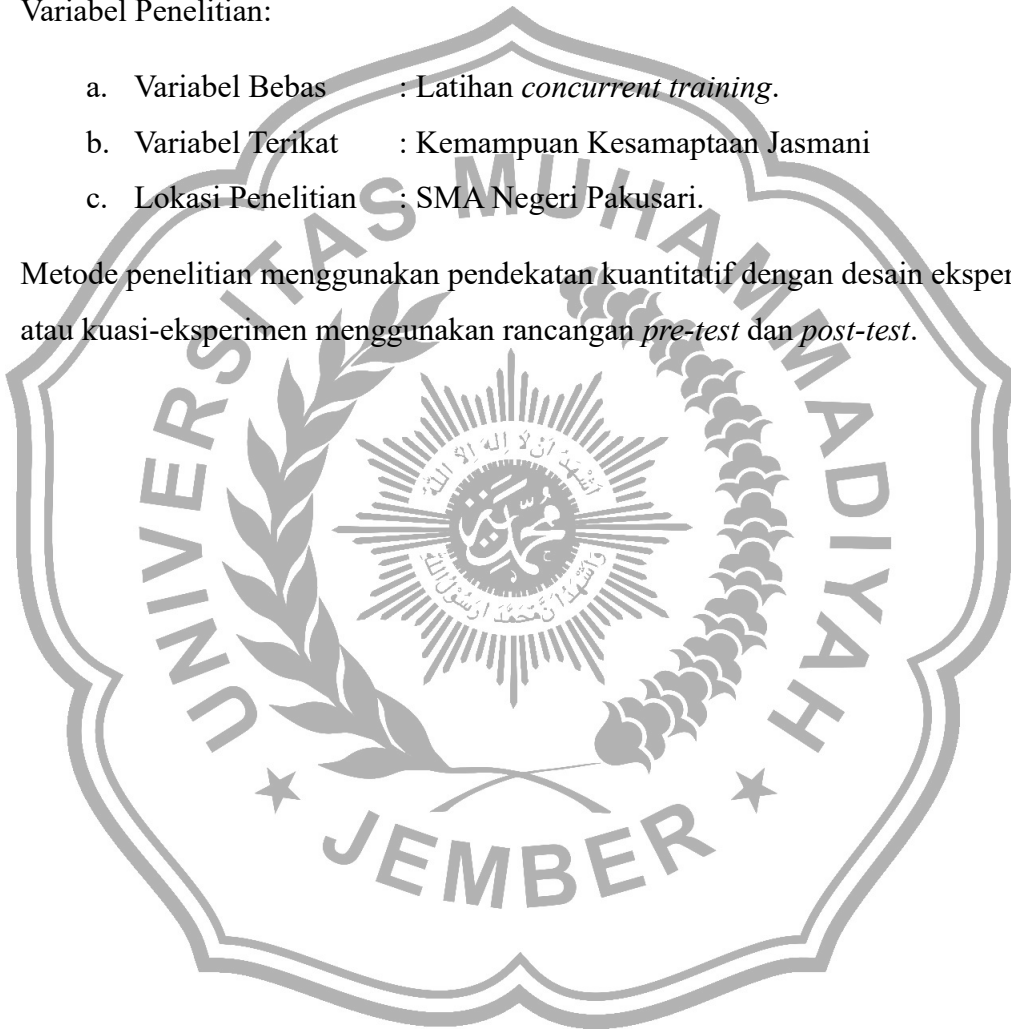 Variabel Penelitian:
a. Variabel Bebas : Latihan concurrent training.
b. Variabel Terikat : Kemampuan Kesamaptaan Jasmani
c. Lokasi Penelitian : SMA Negeri Pakusari.
Metode penelitian menggunakan pendekatan kuantitatif dengan desain eksper
atau kuasi-eksperimen menggunakan rancangan pre-test dan post-test.
UNIVERSITAS MUHAMMADIYAH
JEMBER